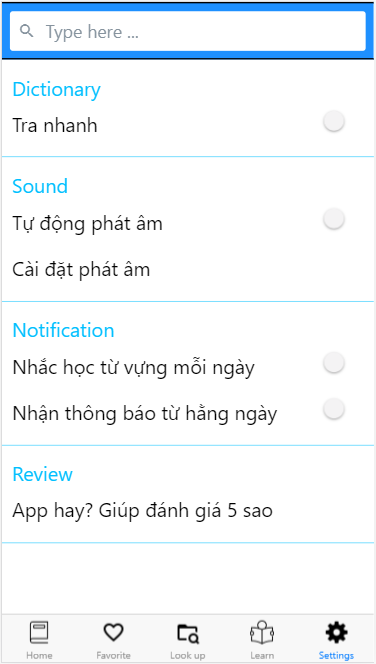 Type here ...
Dictionary
Tra nhanh
Sound
Tự động phát âm
Cài đặt phát âm
Notification
Nhắc học từ vựng mỗi ngày
Nhận thông báo từ hằng ngày
Review
App hay? Giúp đánh giá 5 sao
Home Favorite Look up Learn Settings